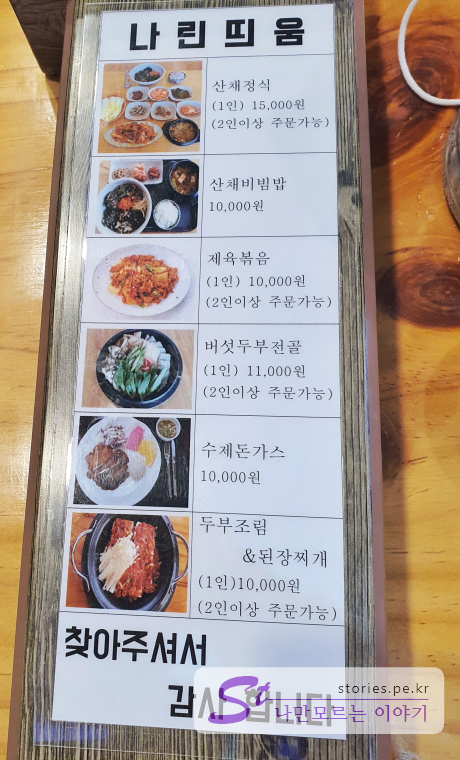 나린띄움
산채정식
(1인) 15,000원
(2인이상 주문가능)
산채비빔밥
10,000원
제육볶음
(1인) 10,000원
(2인이상 주문가능)
버섯두부전골
(1인) 11,000원
(2인이상 주문가능)
수제돈가스
10,000원
두부조림
&된장찌개
(1인)10,000원
(2인이상 주문가능)
찾아주셔서
감사합니다
stories.pe.kr
나만모르는 이야기